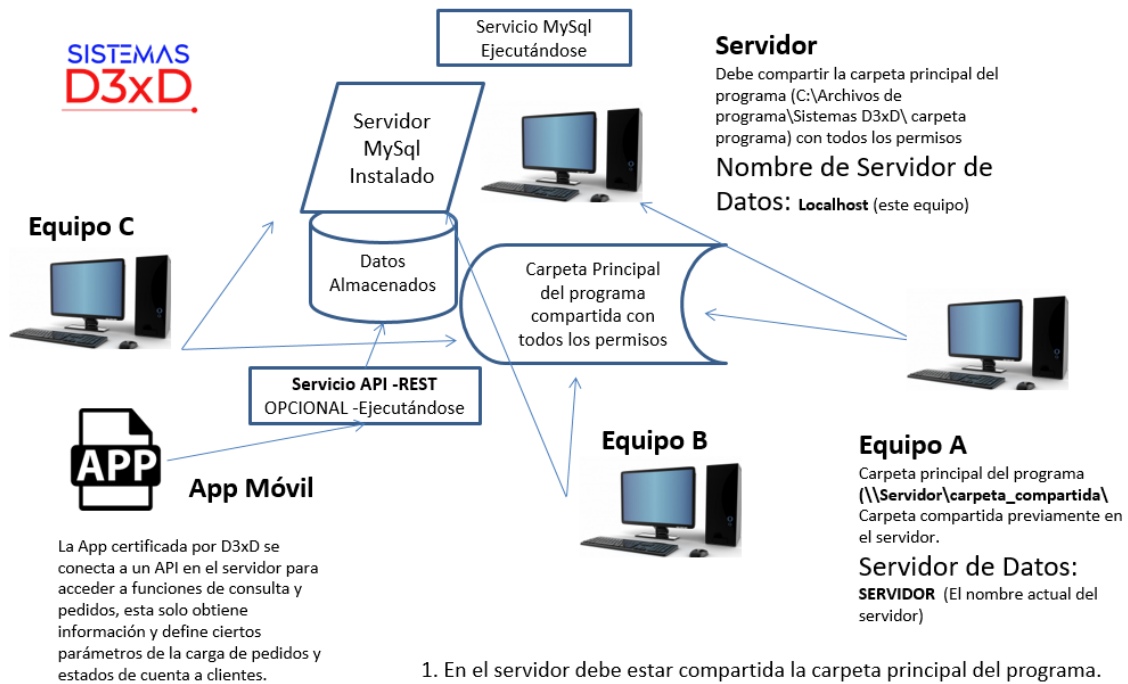 SISTEMAS
D3xD
Servicio MySql
Ejecutándose
Servidor
Debe compartir la carpeta principal del
programa (C:\Archivos de
programa\Sistemas D3xD\ carpeta
programa) con todos los permisos
Nombre de Servidor de
Datos: Localhost (este equipo)
Servidor
MySql
Instalado
Equipo C
Datos
Almacenados
Carpeta Principal
del programa
compartida con
todos los permisos
Servicio API -REST
OPCIONAL -Ejecutándose
APP
App Móvil
La App certificada por D3xD se
conecta a un API en el servidor para
acceder a funciones de consulta y
pedidos, esta solo obtiene
información y define ciertos
parámetros de la carga de pedidos y
estados de cuenta a clientes.
Equipo B
Equipo A
Carpeta principal del programa
(\\Servidor\carpeta_compartida\
Carpeta compartida previamente en
el servidor.
Servidor de Datos:
SERVIDOR (El nombre actual del
servidor)
1. En el servidor debe estar compartida la carpeta principal del programa.